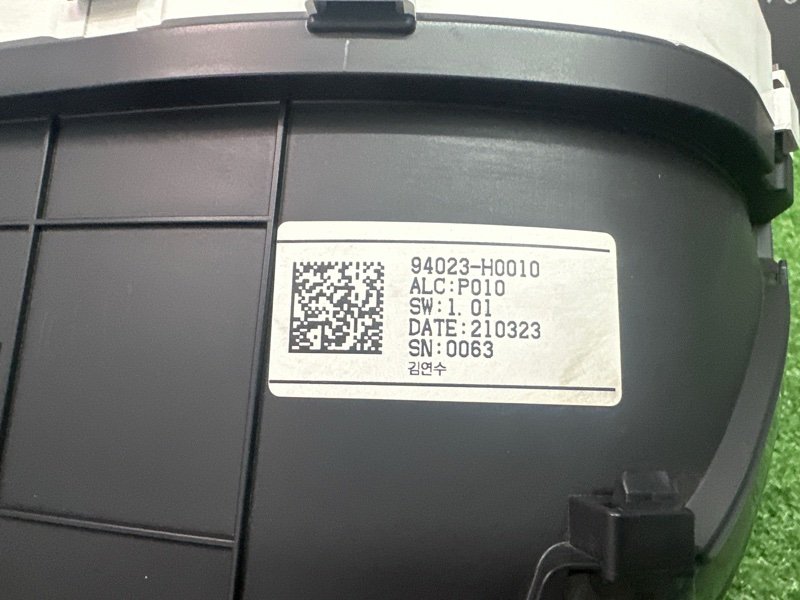 94023-H0010
ALC:P010
SW:1.01
DATE:210323
SN:0063
김연수